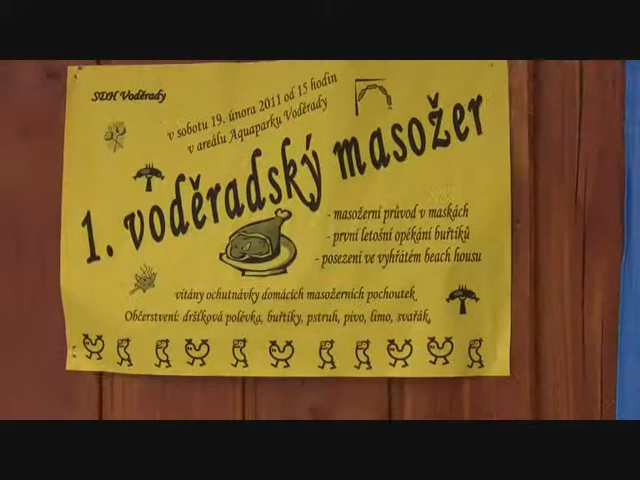 SDH Voděrady
v sobotu 19. února 2011 od 15 hodin
v areálu Aquaparku Voděrady
1. voděradský masožer
- masožerní průvod v maskách
- první letošní opékání buřtíků
- posezení ve vyhřátém beach housu
vítány ochutnávky domácích masožerních pochoutek
Občerstvení: dršťková polévka, buřtíky, pstruh, pivo, limo, svařák,